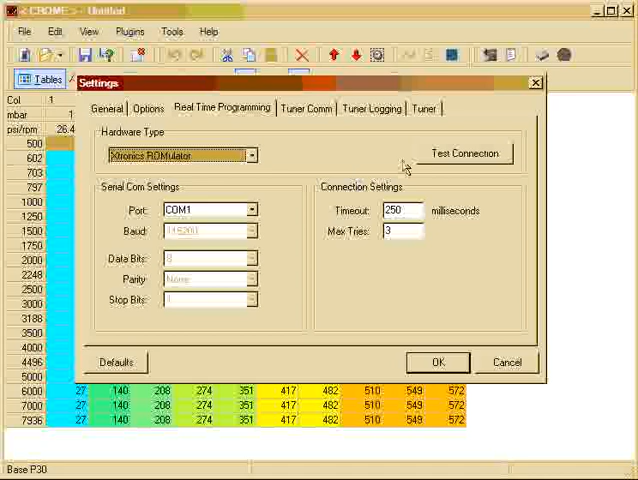 < CROME > - Untitled
File Edit View Plugins Tools Help
Tables
Settings
Col 1
mbar 1
psi/rpm 26.4
General Options Real Time Programming Tuner Comm Tuner Logging Tuner
Hardware Type
Xtronics ROMulator
Test Connection
Serial Com Settings
Port: COM1
Baud: 115200
Data Bits: 8
Parity: None
Stop Bits: 1
Connection Settings
Timeout: 250 milliseconds
Max Tries: 3
Defaults OK Cancel
500
602
703
797
1000
1250
1500
1750
2000
2248
2500
3000
3188
3500
4000
4496
5000
6000 27 140 208 274 351 417 482 510 549 572
7000 27 140 208 274 351 417 482 510 549 572
7936 27 140 208 274 351 417 482 510 549 572
Base P30